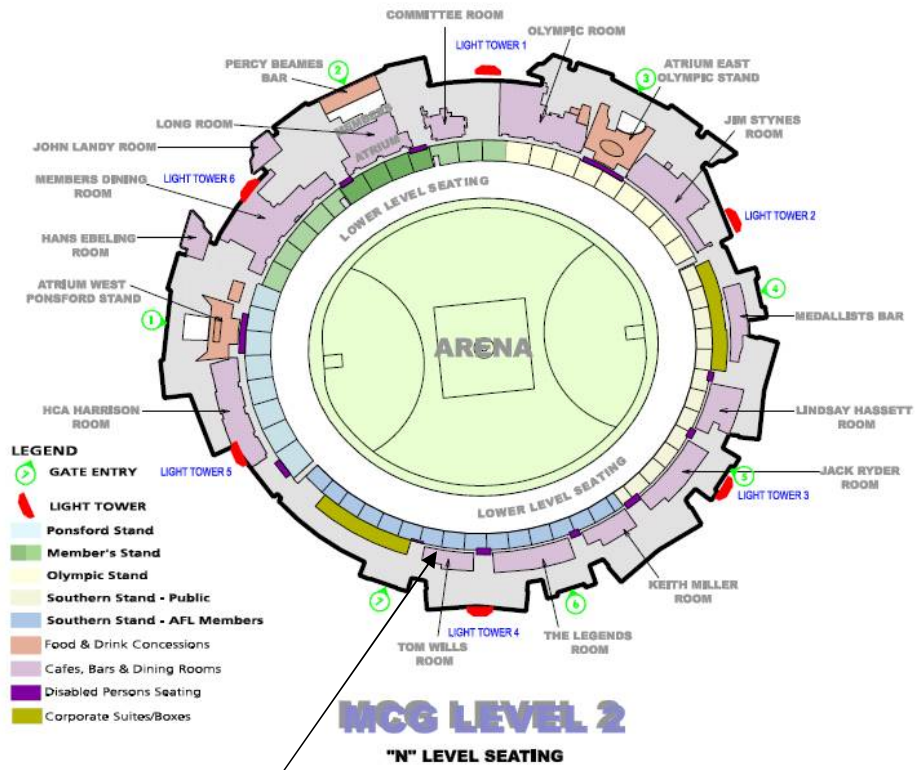 COMMITTEE ROOM
LIGHT TOWER 1
OLYMPIC ROOM
PERCY BEAMES
BAR
2
3
ATRIUM EAST
OLYMPIC STAND
LONG ROOM
MEMBERS
ATRIUM
JIM STYNES
ROOM
JOHN LANDY ROOM
MEMBERS DINING
ROOM
LIGHT TOWER 6
LOWER LEVEL SEATING
LIGHT TOWER 2
HANS EBELING
ROOM
ATRIUM WEST
PONSFORD STAND
1
4
MEDALLISTS BAR
ARENA
HCA HARRISON
ROOM
LINDSAY HASSETT
ROOM
LIGHT TOWER 5
LOWER LEVEL SEATING
5
JACK RYDER
ROOM
LIGHT TOWER 3
KEITH MILLER
ROOM
7
6
LIGHT TOWER 4
TOM WILLS
ROOM
THE LEGENDS
ROOM
LEGEND
? GATE ENTRY
LIGHT TOWER
Ponsford Stand
Member's Stand
Olympic Stand
Southern Stand - Public
Southern Stand - AFL Members
Food & Drink Concessions
Cafes, Bars & Dining Rooms
Disabled Persons Seating
Corporate Suites/Boxes
MCG LEVEL 2
"N" LEVEL SEATING